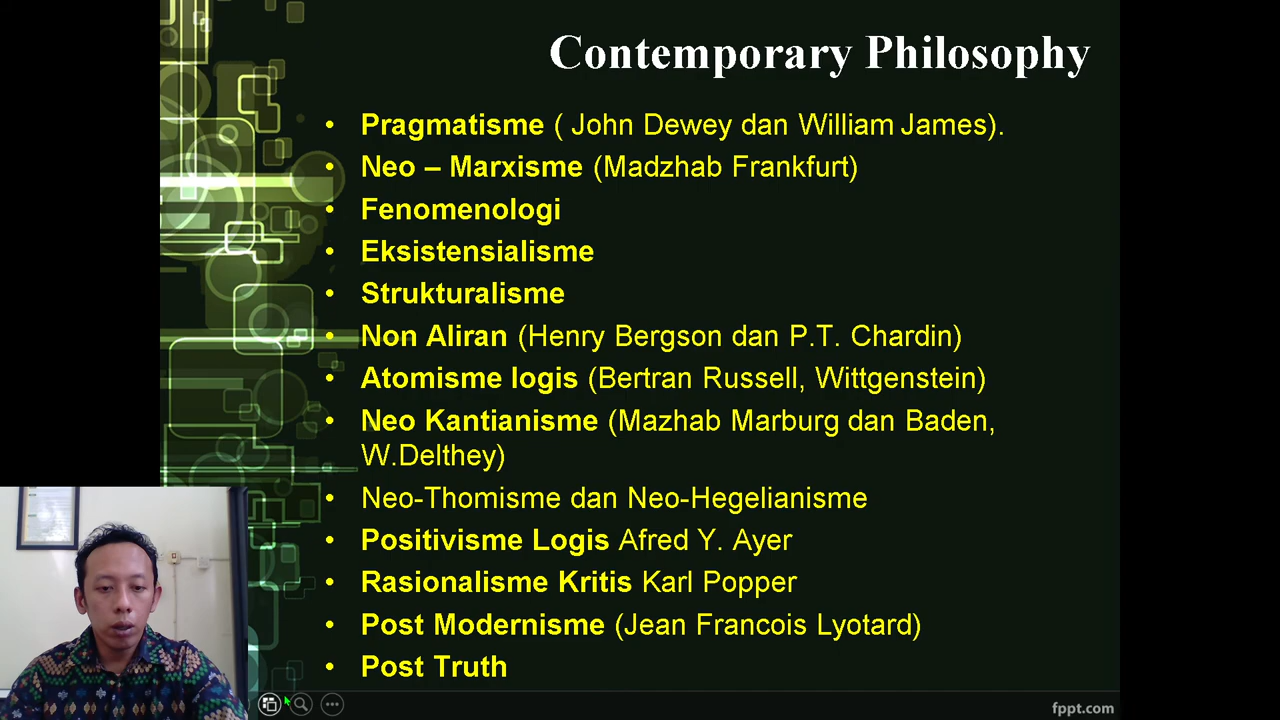 Contemporary Philosophy
• Pragmatisme ( John Dewey dan William James).
• Neo – Marxisme (Madzhab Frankfurt)
• Fenomenologi
• Eksistensialisme
• Strukturalisme
• Non Aliran (Henry Bergson dan P.T. Chardin)
• Atomisme logis (Bertran Russell, Wittgenstein)
• Neo Kantianisme (Mazhab Marburg dan Baden,
W.Delthey)
• Neo-Thomisme dan Neo-Hegelianisme
• Positivisme Logis Afred Y. Ayer
• Rasionalisme Kritis Karl Popper
• Post Modernisme (Jean Francois Lyotard)
• Post Truth
fppt.com